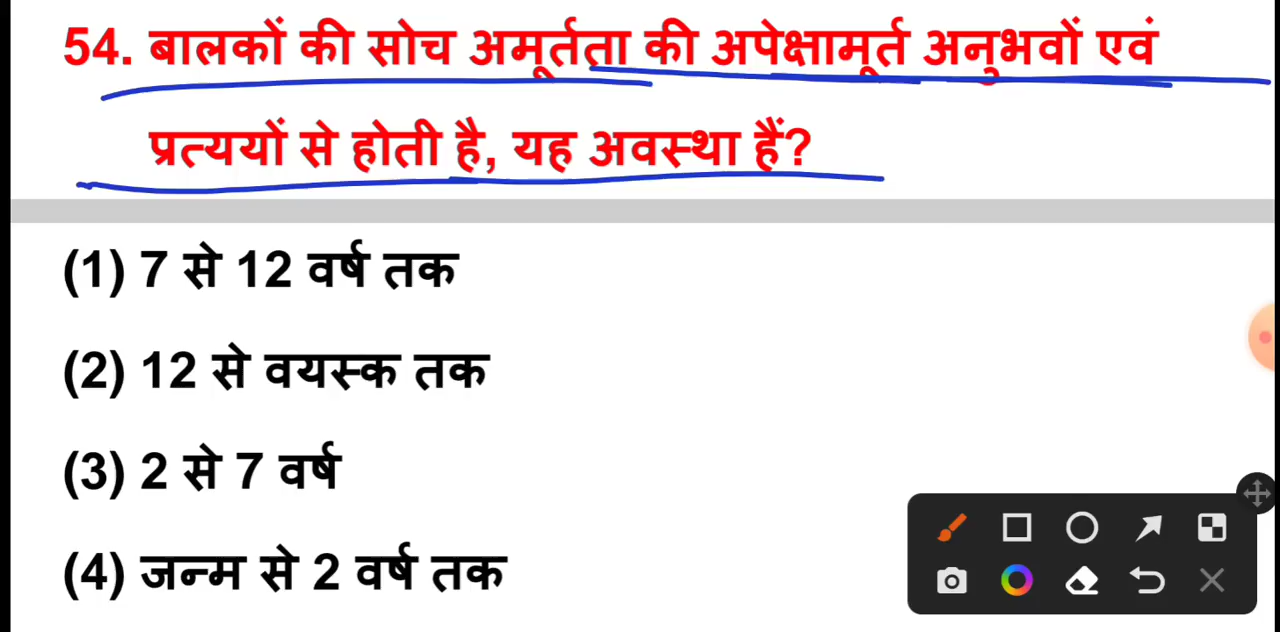 54. बालकों की सोच अमूर्तता की अपेक्षामूर्त अनुभवों एवं
प्रत्ययों से होती है, यह अवस्था हैं?
(1) 7 से 12 वर्ष तक
(2) 12 से वयस्क तक
(3) 2 से 7 वर्ष
(4) जन्म से 2 वर्ष तक